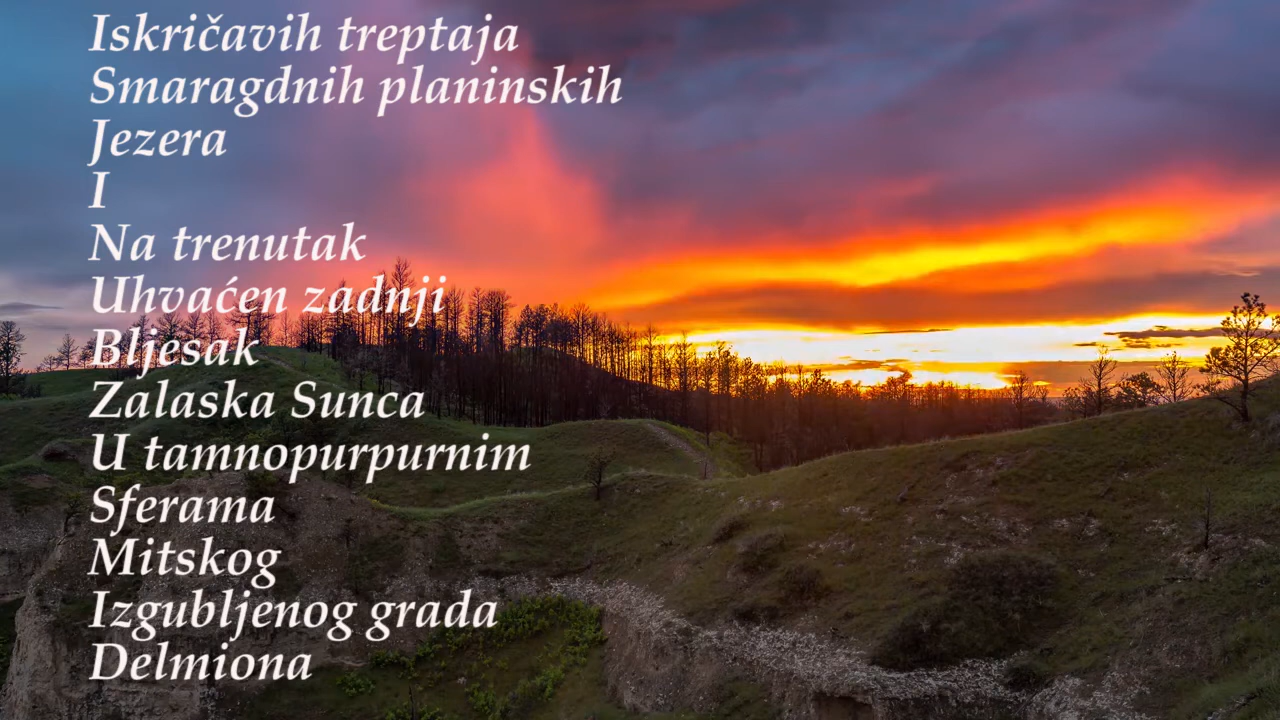 Iskričavih treptaja
Smaragdnih planinskih
Jezera
I
Na trenutak
Uhvaćen zadnji
Bljesak
Zalaska Sunca
U tamnopurpurnim
Sferama
Mitskog
Izgubljenog grada
Delmiona